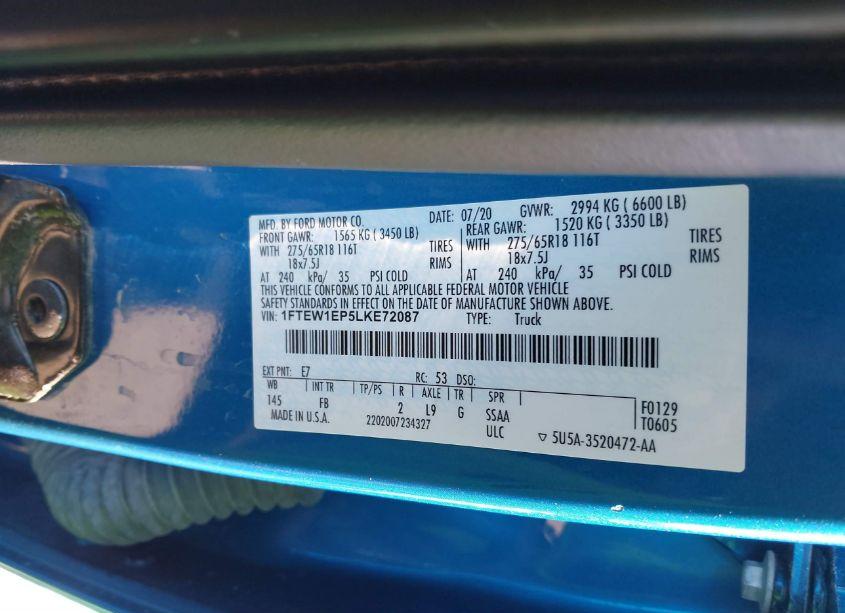 MFD. BY FORD MOTOR CO. DATE: 07/20 GVWR: 2994 KG ( 6600 LB)
FRONT GAWR: 1565 KG ( 3450 LB) REAR GAWR: 1520 KG ( 3350 LB)
WITH 275/65R18 116T TIRES WITH 275/65R18 116T TIRES
18x7.5J RIMS 18x7.5J RIMS
AT 240 kPa/ 35 PSI COLD AT 240 kPa/ 35 PSI COLD
THIS VEHICLE CONFORMS TO ALL APPLICABLE FEDERAL MOTOR VEHICLE
SAFETY STANDARDS IN EFFECT ON THE DATE OF MANUFACTURE SHOWN ABOVE.
VIN: 1FTEW1EP5LKE72087 TYPE: Truck
EXT PNT: E7 RC: 53 DSO:
WB INT TR TP/PS R AXLE TR SPR F0129
145 FB 2 L9 G SSAA T0605
MADE IN U.S.A. 2202007234327 ULC ▽ 5U5A-3520472-AA